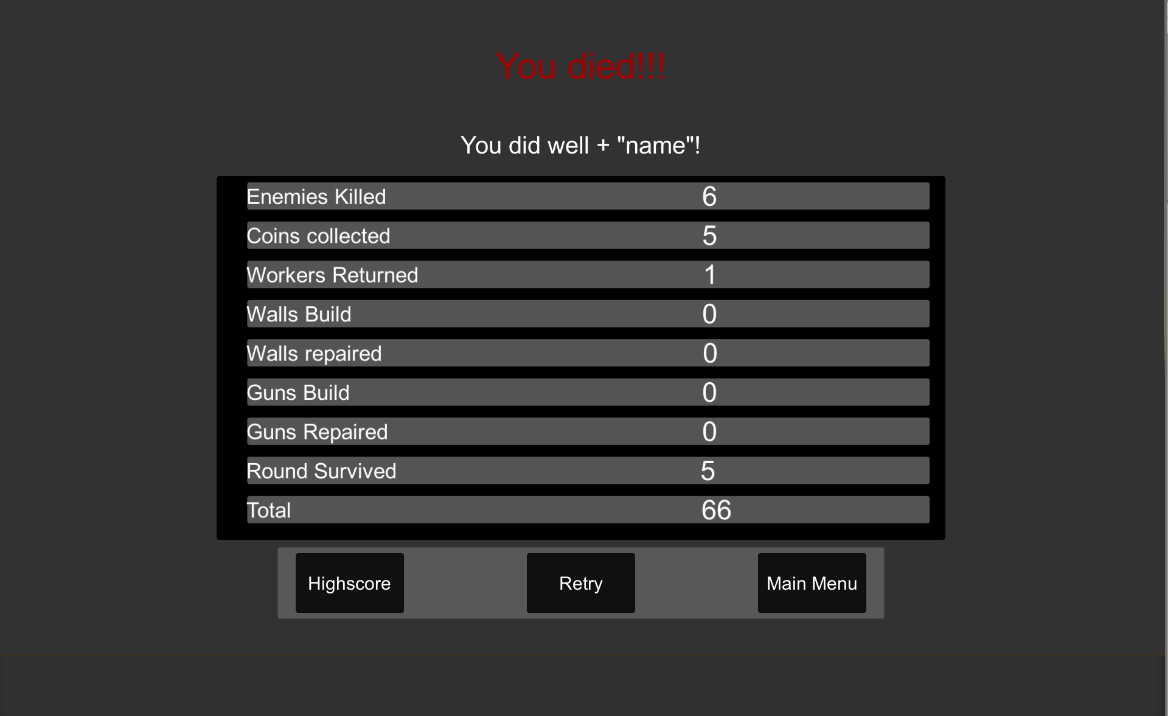 You died!!!
You did well + "name"!
Enemies Killed 6
Coins collected 5
Workers Returned 1
Walls Build 0
Walls repaired 0
Guns Build 0
Guns Repaired 0
Round Survived 5
Total 66
Highscore Retry Main Menu